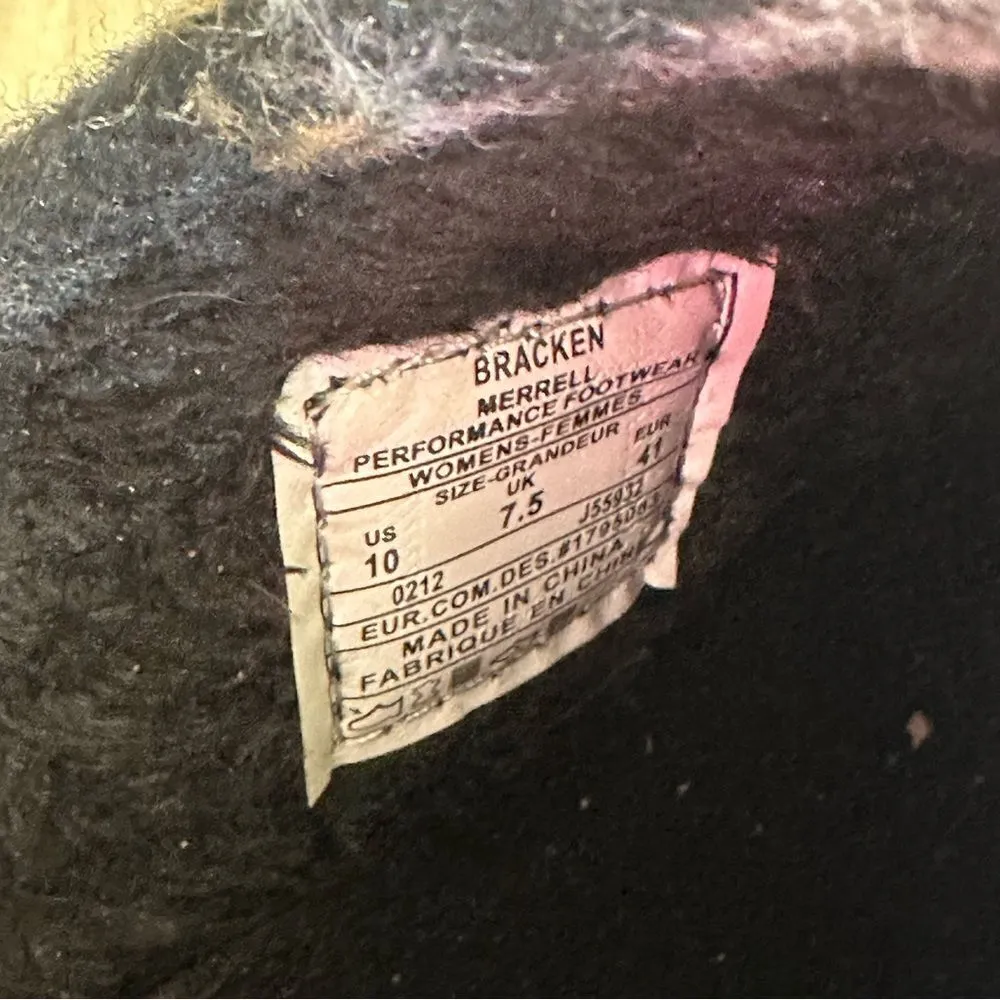 BRACKEN
MERRELL
PERFORMANCE FOOTWEAR
WOMENS-FEMMES
SIZE-GRANDEUR
US UK EUR
10 7.5 41
0212
EUR.COM.DES.
MADE IN CHINA
FABRIQUE EN CHINE